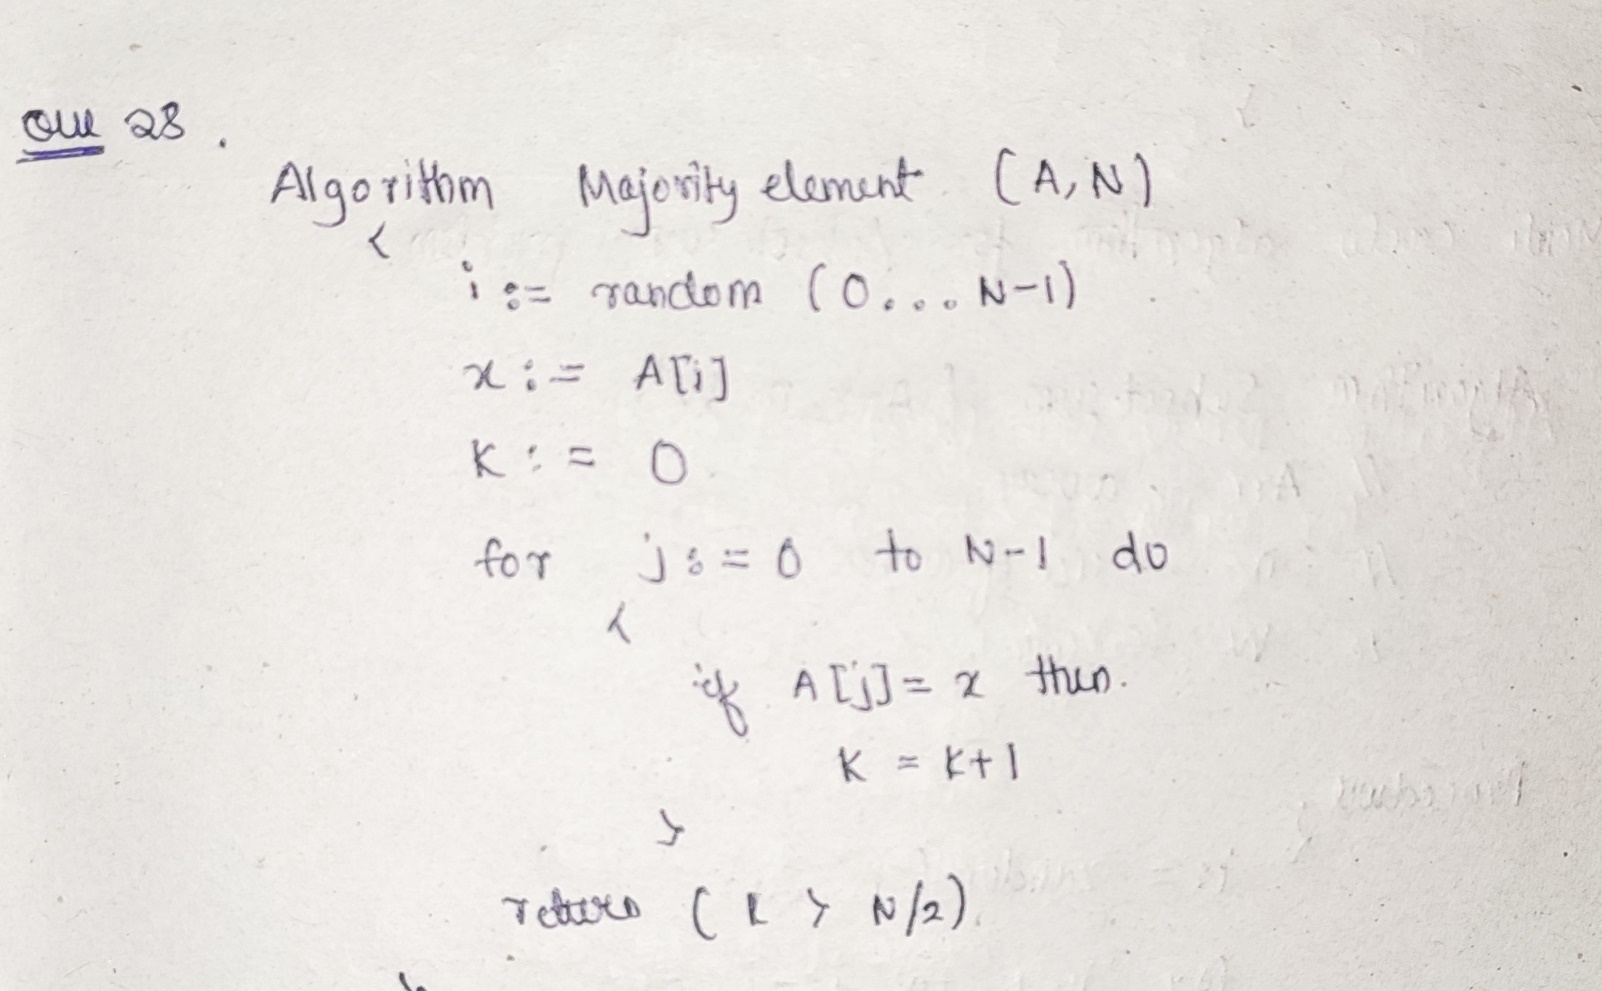 Que 28.
Algorithm Majority element (A, N)
{
i := random (0... N-1)
x := A[i]
K := 0
for j := 0 to N-1 do
{
if A[j] = x then.
K = K+1
}
return (k > N/2).